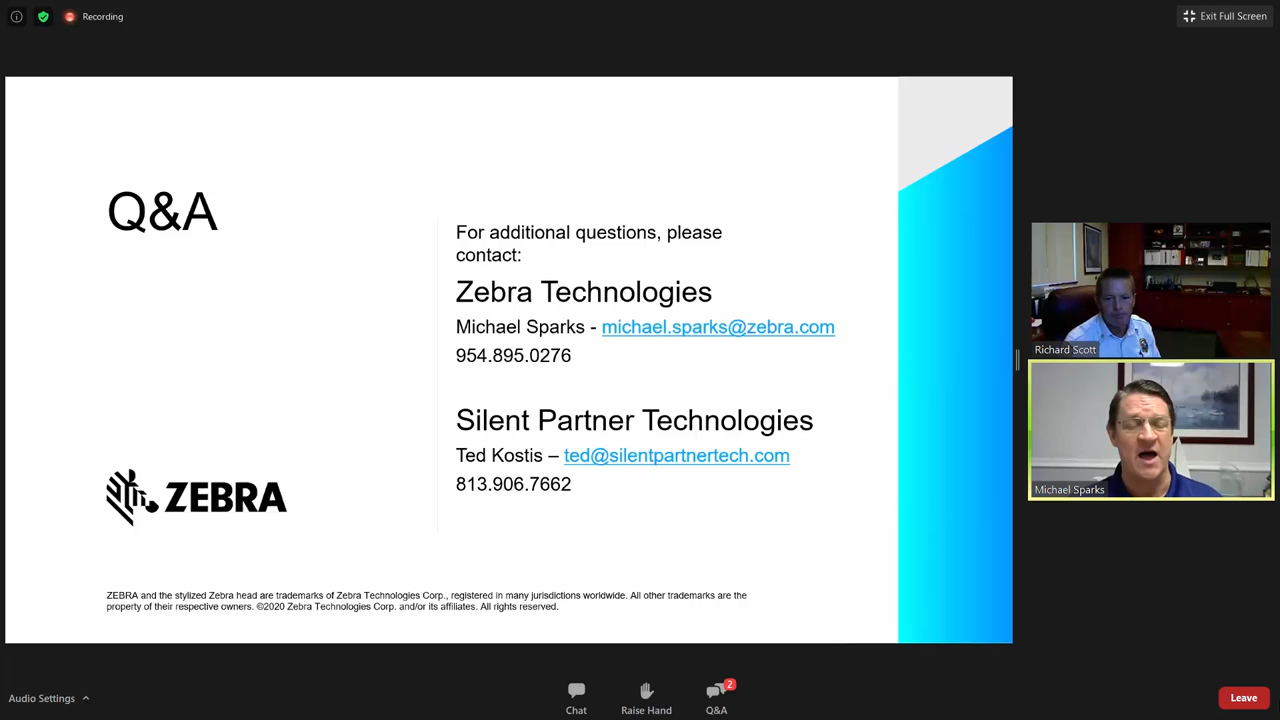 Recording
Exit Full Screen
Q&A
For additional questions, please
contact:
Zebra Technologies
Michael Sparks - michael.sparks@zebra.com
954.895.0276
Silent Partner Technologies
Ted Kostis – ted@silentpartnertech.com
813.906.7662
ZEBRA
ZEBRA and the stylized Zebra head are trademarks of Zebra Technologies Corp., registered in many jurisdictions worldwide. All other trademarks are the
property of their respective owners. ©2020 Zebra Technologies Corp. and/or its affiliates. All rights reserved.
Richard Scott
Michael Sparks
Audio Settings
Chat
Raise Hand
2
Q&A
Leave